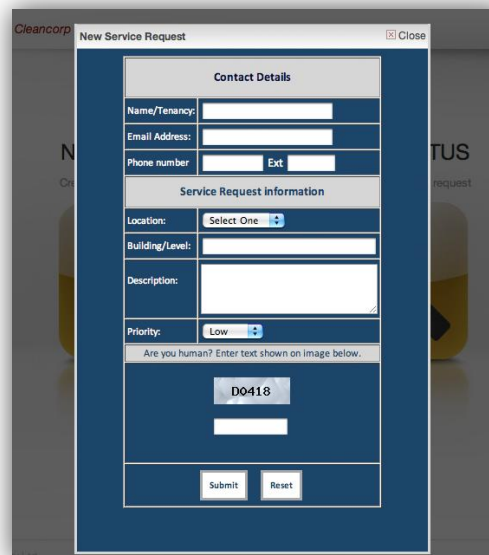 Cleancorp
New Service Request
Close
Contact Details
Name/Tenancy:
Email Address:
Phone number Ext
Service Request information
Location: Select One
Building/Level:
Description:
Priority: Low
Are you human? Enter text shown on image below.
D0418
Submit Reset
N
TUS
Cre
request